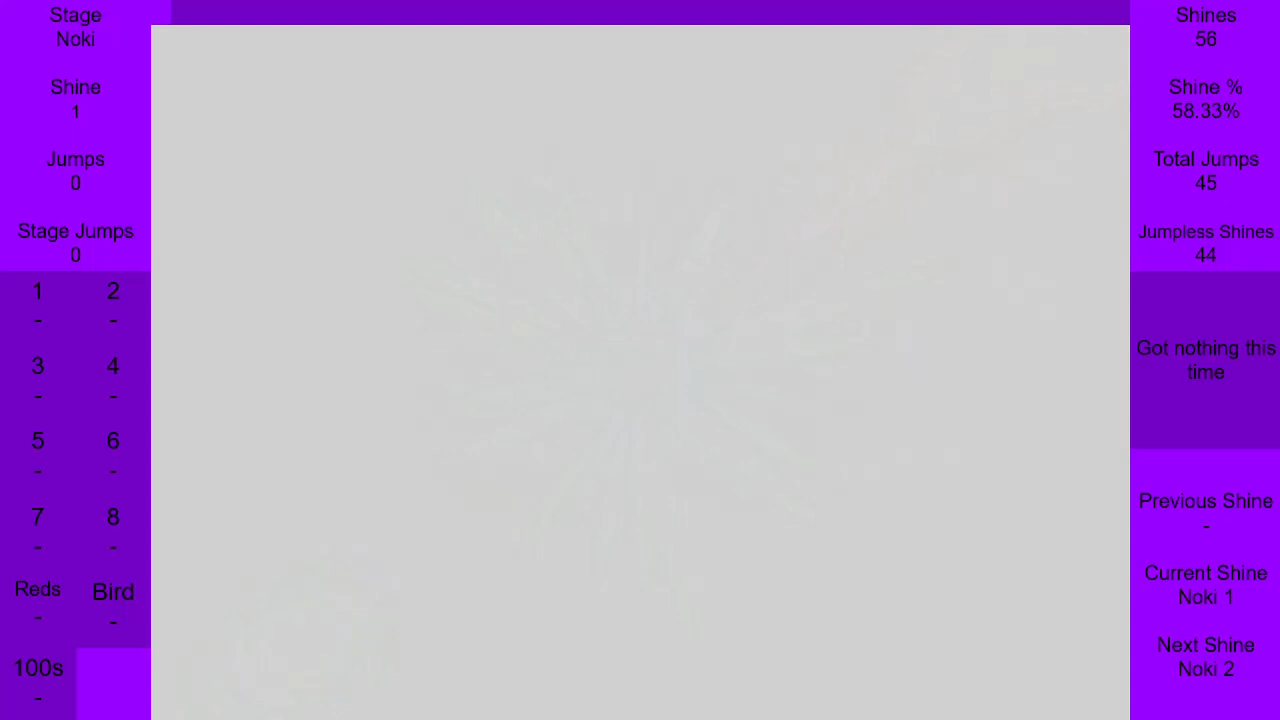 Stage
Noki
Shine
1
Jumps
0
Stage Jumps
0
1 2
- -
3 4
- -
5 6
- -
7 8
- -
Reds Bird
- -
100s
-
Shines
56
Shine %
58.33%
Total Jumps
45
Jumpless Shines
44
Got nothing this
time
Previous Shine
-
Current Shine
Noki 1
Next Shine
Noki 2